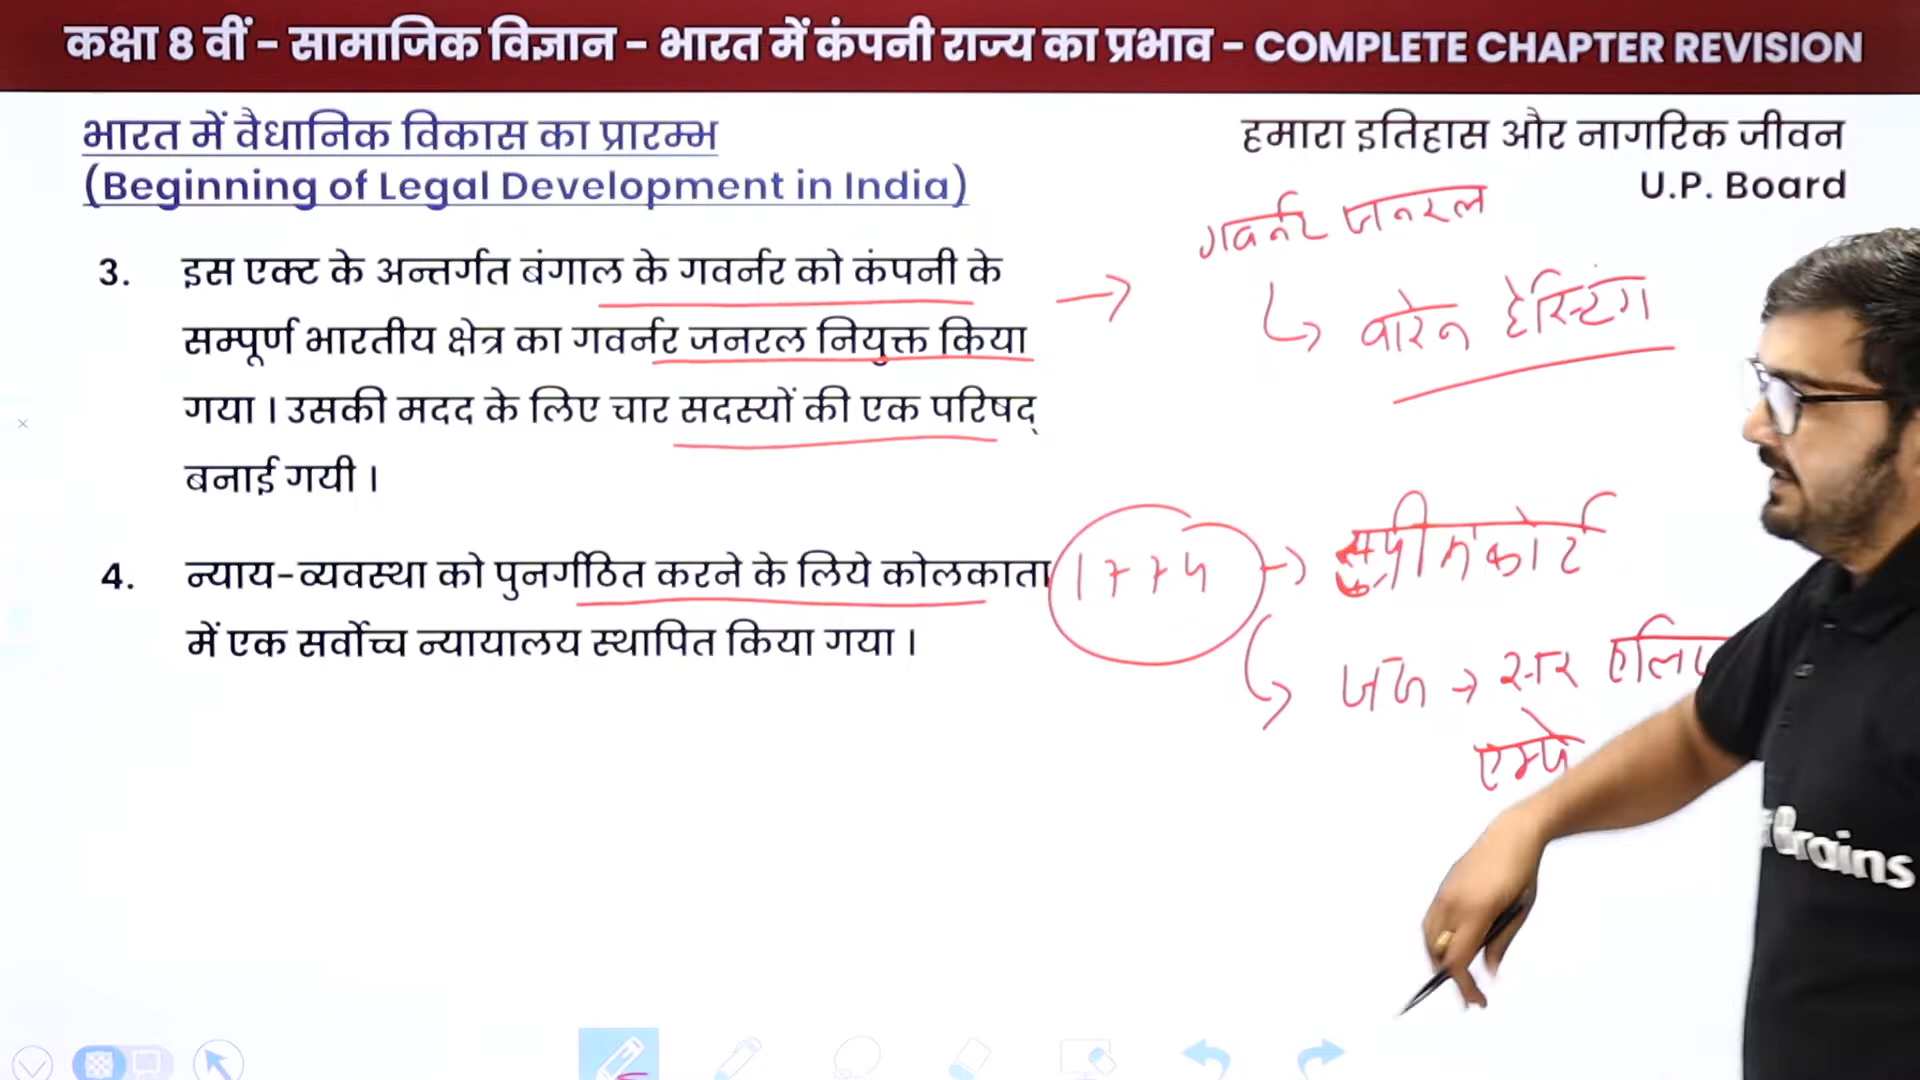 कक्षा 8 वीं - सामाजिक विज्ञान - भारत में कंपनी राज्य का प्रभाव - COMPLETE CHAPTER REVISION
भारत में वैधानिक विकास का प्रारम्भ
(Beginning of Legal Development in India)
हमारा इतिहास और नागरिक जीवन
U.P. Board
3. इस एक्ट के अन्तर्गत बंगाल के गवर्नर को कंपनी के
सम्पूर्ण भारतीय क्षेत्र का गवर्नर जनरल नियुक्त किया
गया। उसकी मदद के लिए चार सदस्यों की एक परिषद्
बनाई गयी।
→ गवर्नर जनरल
↳ वारेन हेस्टिंग
4. न्याय-व्यवस्था को पुनर्गठित करने के लिये कोलकाता
में एक सर्वोच्च न्यायालय स्थापित किया गया।
→ सुप्रीम कोर्ट
↳ जज → सर
Brains